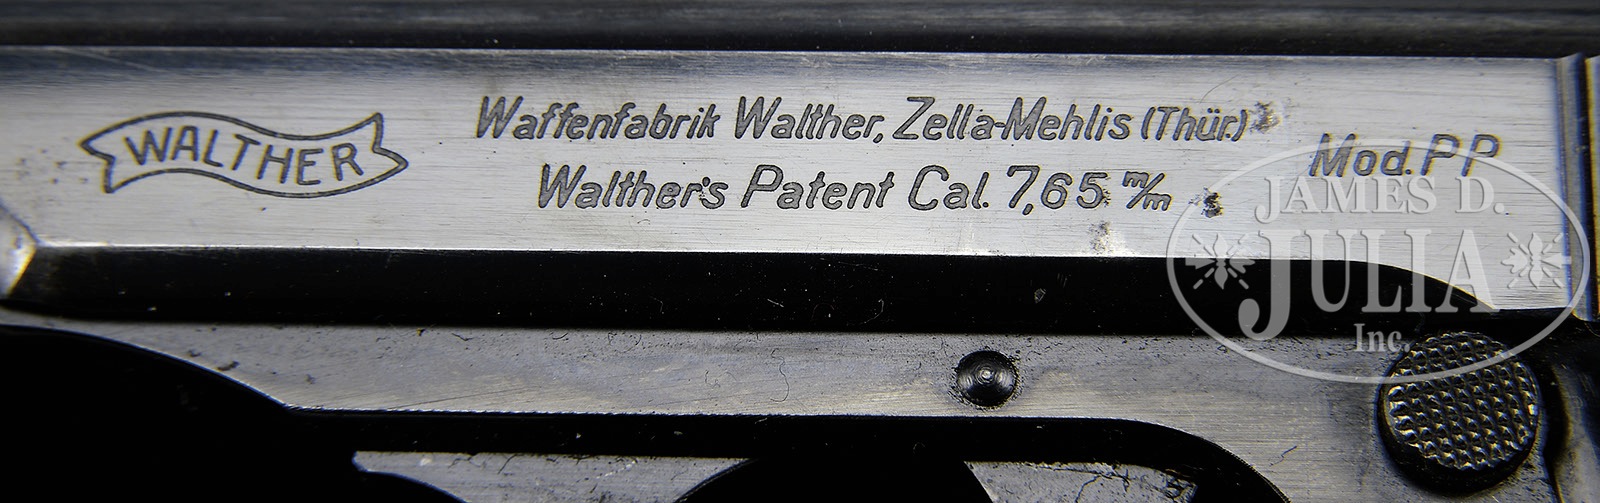 WALTHER
Waffenfabrik Walther, Zella-Mehlis (Thür.)
Walther's Patent Cal. 7,65 m/m
Mod. PP
JAMES D.
JULIA
Inc.